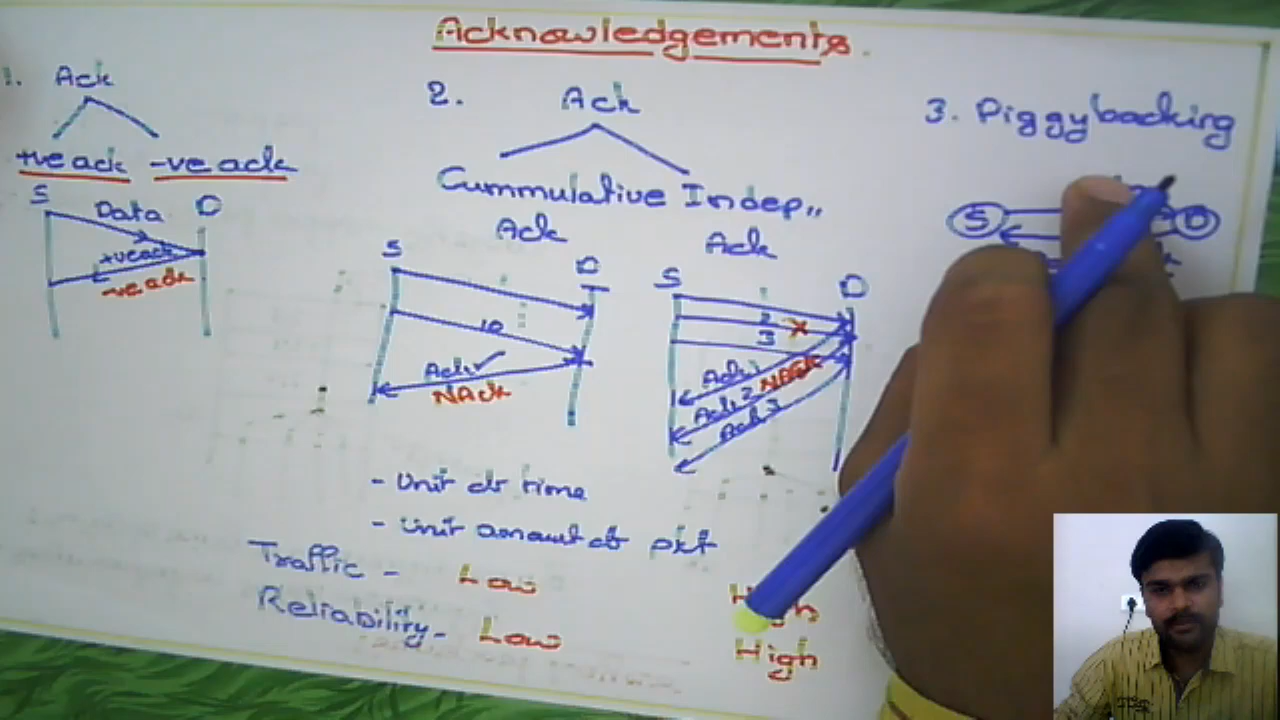 Acknowledgements.
1. Ack
+ve ack -ve ack
S D
Data
+ve ack
-ve ack
2. Ack
Cummulative Ack
Indep,, Ack
S D
10
Ack ✓
NAck
S D
1
2 X
3
Ack 1
Ack 2 NAck
Ack 3
- Unit of time
- Unit amount of pkt
Traffic - Low High
Reliability - Low High
3. Piggybacking
S D